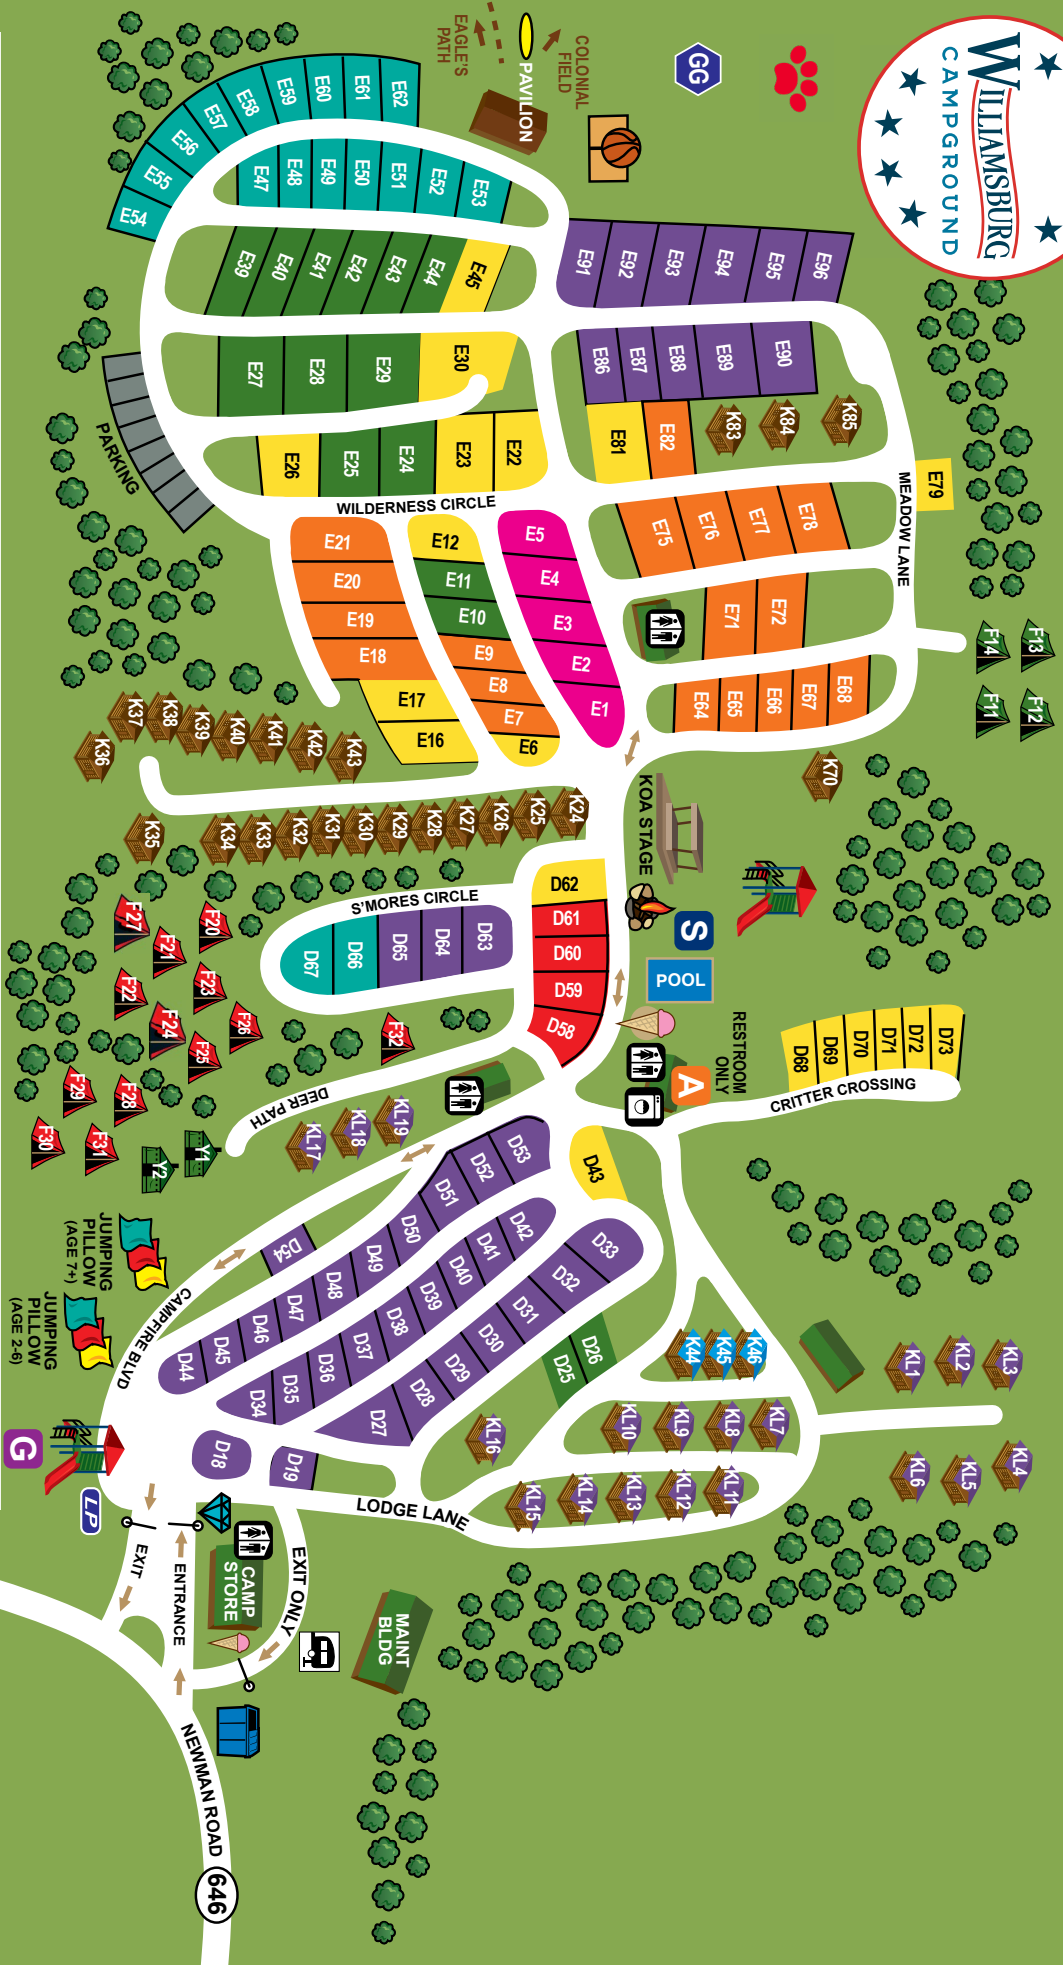 WILLIAMSBURG
CAMPGROUND
GG
COLONIAL
FIELD
EAGLE'S
PATH
PAVILION
E62
E61
E60
E59
E58
E57
E56
E55
E54
E53
E52
E51
E50
E49
E48
E47
E45
E44
E43
E42
E41
E40
E39
E30
E29
E28
E27
E26
E25
E24
E23
E22
PARKING
WILDERNESS CIRCLE
E96
E95
E94
E93
E92
E91
E90
E89
E88
E87
E86
K85
K84
K83
E82
E81
E79
MEADOW LANE
E78
E77
E76
E75
E72
E71
E68
E67
E66
E65
E64
F13
F14
F12
F11
K70
E21
E20
E19
E18
E17
E16
E12
E11
E10
E9
E8
E7
E6
E5
E4
E3
E2
E1
K37
K38
K39
K40
K41
K42
K43
K36
K35
K34
K33
K32
K31
K30
K29
K28
K27
K26
K25
K24
KOA STAGE
S
POOL
RESTROOM
ONLY
A
D62
D61
D60
D59
D58
S'MORES CIRCLE
D63
D64
D65
D66
D67
D73
D72
D71
D70
D69
D68
CRITTER CROSSING
F27
F20
F21
F22
F23
F24
F26
F25
F32
F29
F28
F30
F31
Y1
Y2
DEER PATH
KL19
KL18
KL17
JUMPING
PILLOW
(AGE 7+)
JUMPING
PILLOW
(AGE 2-6)
CAMPFIRE BLVD
D43
D53
D52
D51
D50
D49
D48
D47
D46
D45
D44
D54
D42
D41
D40
D39
D38
D37
D36
D35
D34
D33
D32
D31
D30
D29
D28
D27
D26
D25
D18
D19
K46
K45
K44
KL3
KL2
KL1
KL4
KL5
KL6
KL7
KL8
KL9
KL10
KL16
KL11
KL12
KL13
KL14
KL15
LODGE LANE
G
LP
EXIT
ENTRANCE
EXIT ONLY
CAMP
STORE
MAINT
BLDG
NEWMAN ROAD
646